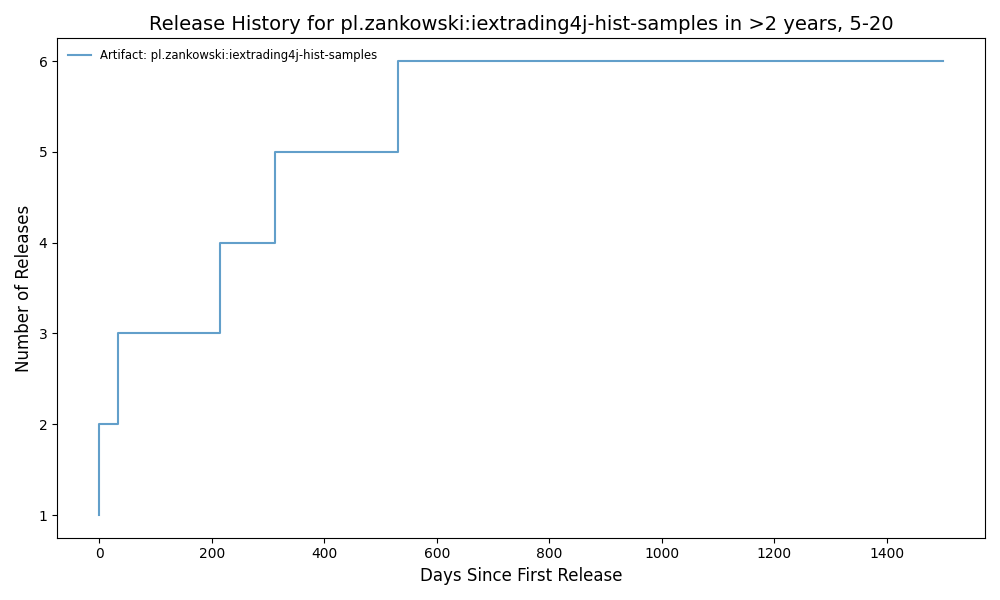 Release History for pl.zankowski:iextrading4j-hist-samples in >2 years, 5-20
Artifact: pl.zankowski:iextrading4j-hist-samples
Number of Releases
6
5
4
3
2
1
0 200 400 600 800 1000 1200 1400
Days Since First Release